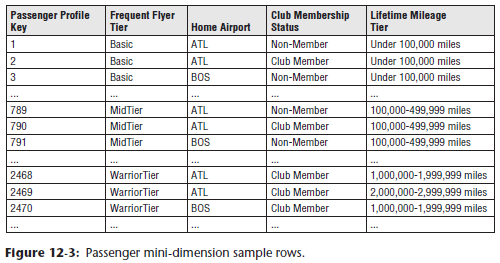 Passenger Profile Key Frequent Flyer Tier Home Airport Club Membership Status Lifetime Mileage Tier
1 Basic ATL Non-Member Under 100,000 miles
2 Basic ATL Club Member Under 100,000 miles
3 Basic BOS Non-Member Under 100,000 miles
... ... ... ... ...
789 MidTier ATL Non-Member 100,000-499,999 miles
790 MidTier ATL Club Member 100,000-499,999 miles
791 MidTier BOS Non-Member 100,000-499,999 miles
... ... ... ... ...
2468 WarriorTier ATL Club Member 1,000,000-1,999,999 miles
2469 WarriorTier ATL Club Member 2,000,000-2,999,999 miles
2470 WarriorTier BOS Club Member 1,000,000-1,999,999 miles
... ... ... ... ...
Figure 12-3: Passenger mini-dimension sample rows.